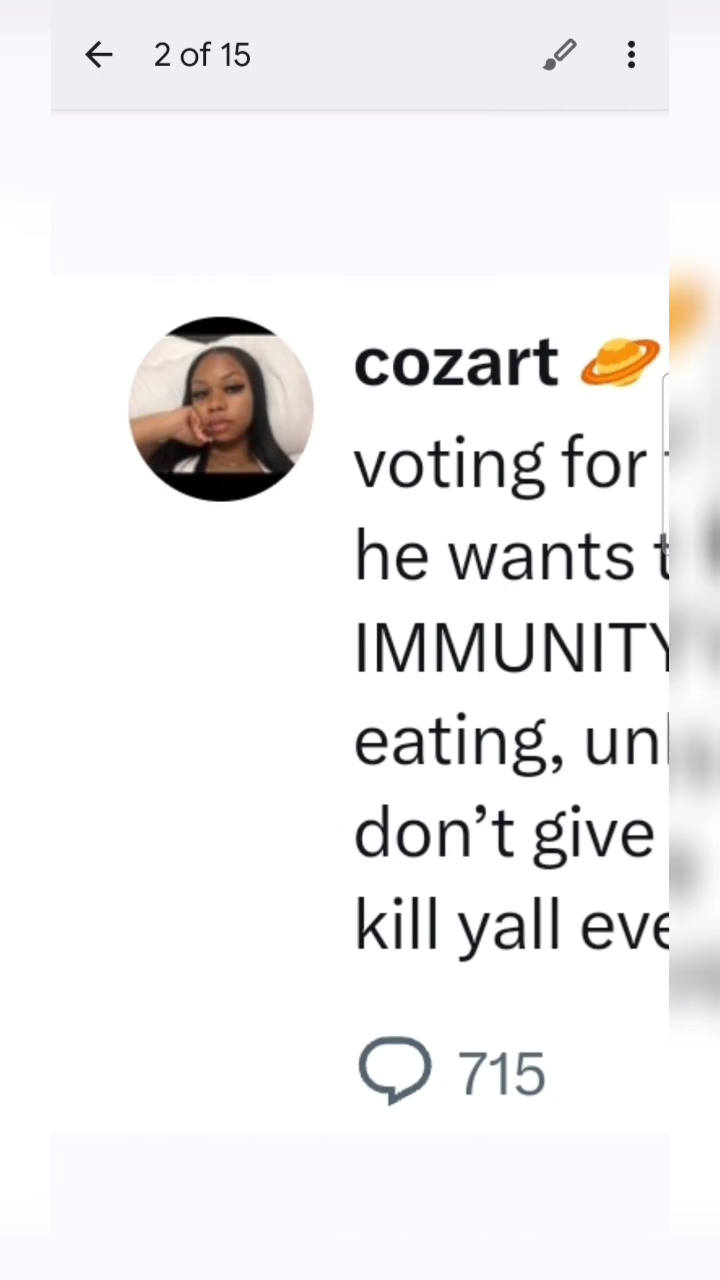 2 of 15
cozart 🪐
voting for
he wants
IMMUNITY
eating, un
don’t give
kill yall eve
715